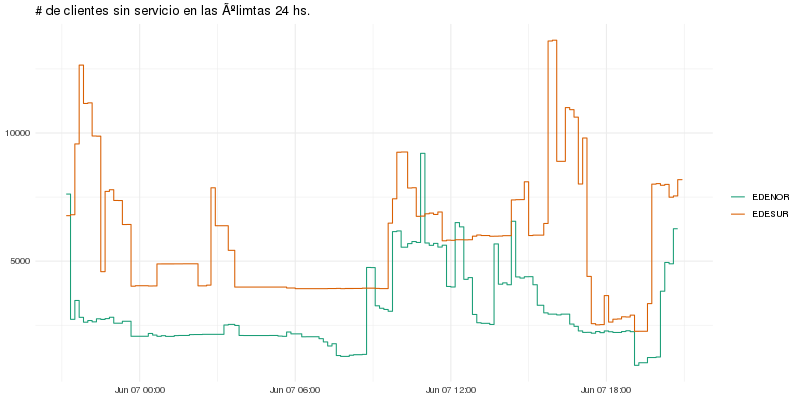 # de clientes sin servicio en las Ãºlimtas 24 hs.
10000
5000
EDENOR
EDESUR
Jun 07 00:00
Jun 07 06:00
Jun 07 12:00
Jun 07 18:00